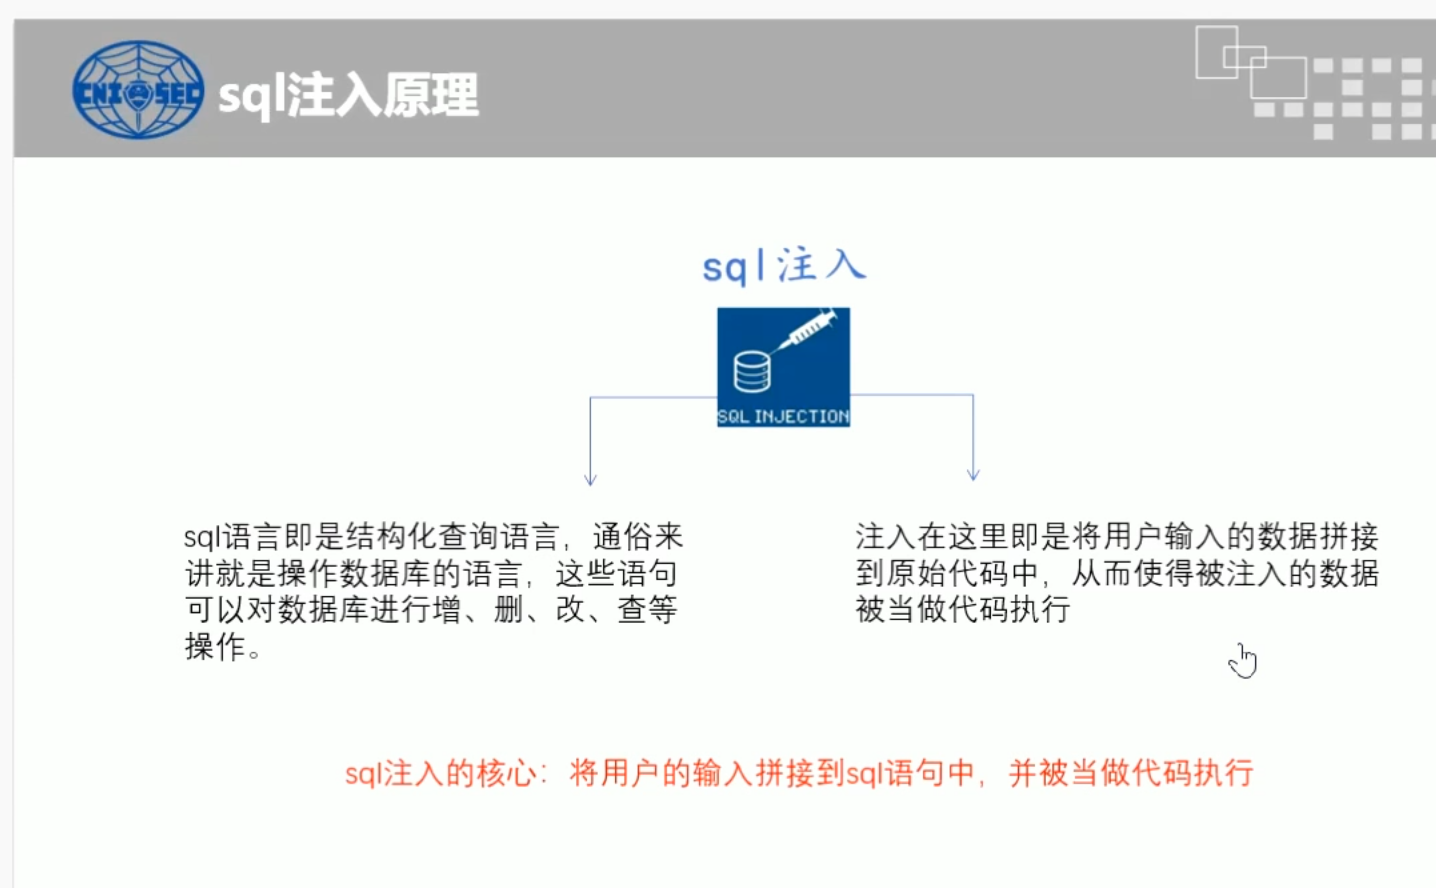 CNI SEC
sql注入原理
sql注入
SQL INJECTION
sql语言即是结构化查询语言，通俗来
讲就是操作数据库的语言，这些语句
可以对数据库进行增、删、改、查等
操作。
注入在这里即是将用户输入的数据拼接
到原始代码中，从而使得被注入的数据
被当做代码执行
sql注入的核心：将用户的输入拼接到sql语句中，并被当做代码执行